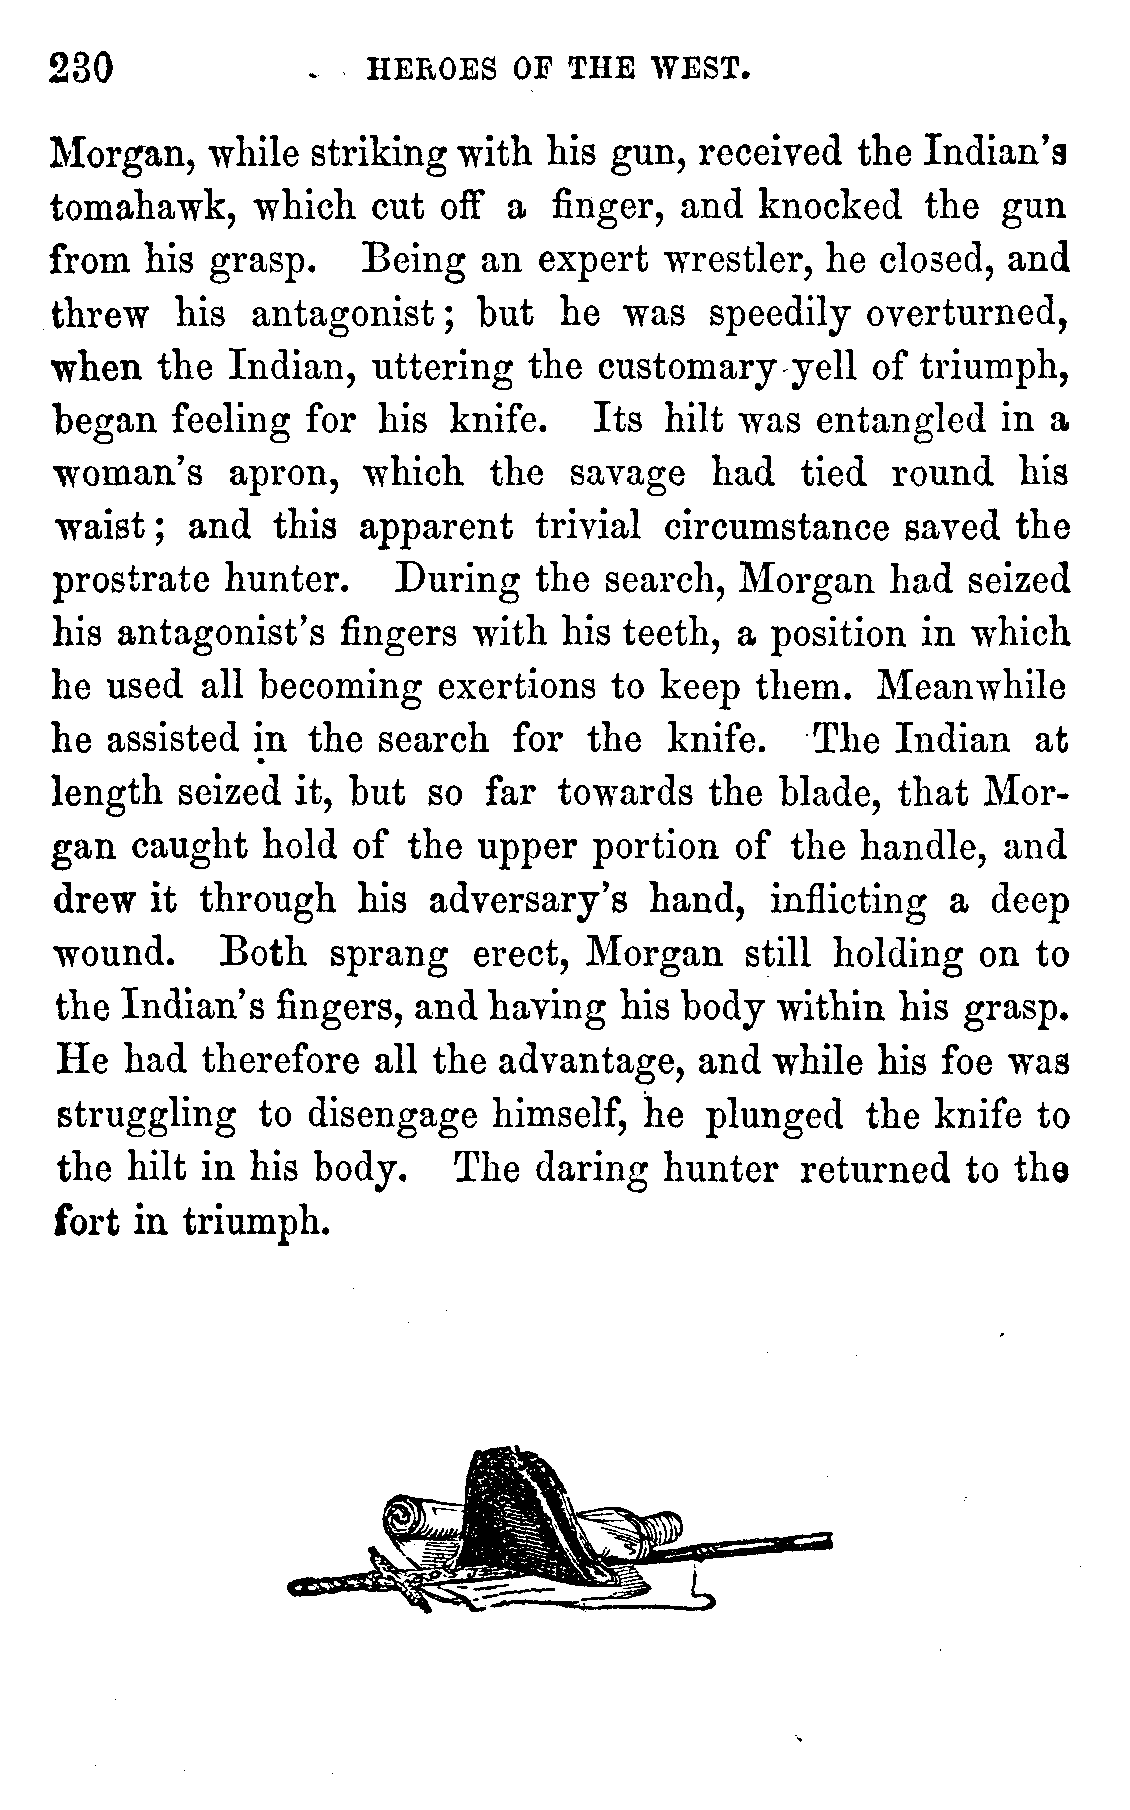 230 HEROES OF THE WEST.
Morgan, while striking with his gun, received the Indian's
tomahawk, which cut off a finger, and knocked the gun
from his grasp. Being an expert wrestler, he closed, and
threw his antagonist; but he was speedily overturned,
when the Indian, uttering the customary yell of triumph,
began feeling for his knife. Its hilt was entangled in a
woman's apron, which the savage had tied round his
waist; and this apparent trivial circumstance saved the
prostrate hunter. During the search, Morgan had seized
his antagonist's fingers with his teeth, a position in which
he used all becoming exertions to keep them. Meanwhile
he assisted in the search for the knife. The Indian at
length seized it, but so far towards the blade, that Mor-
gan caught hold of the upper portion of the handle, and
drew it through his adversary's hand, inflicting a deep
wound. Both sprang erect, Morgan still holding on to
the Indian's fingers, and having his body within his grasp.
He had therefore all the advantage, and while his foe was
struggling to disengage himself, he plunged the knife to
the hilt in his body. The daring hunter returned to the
fort in triumph.